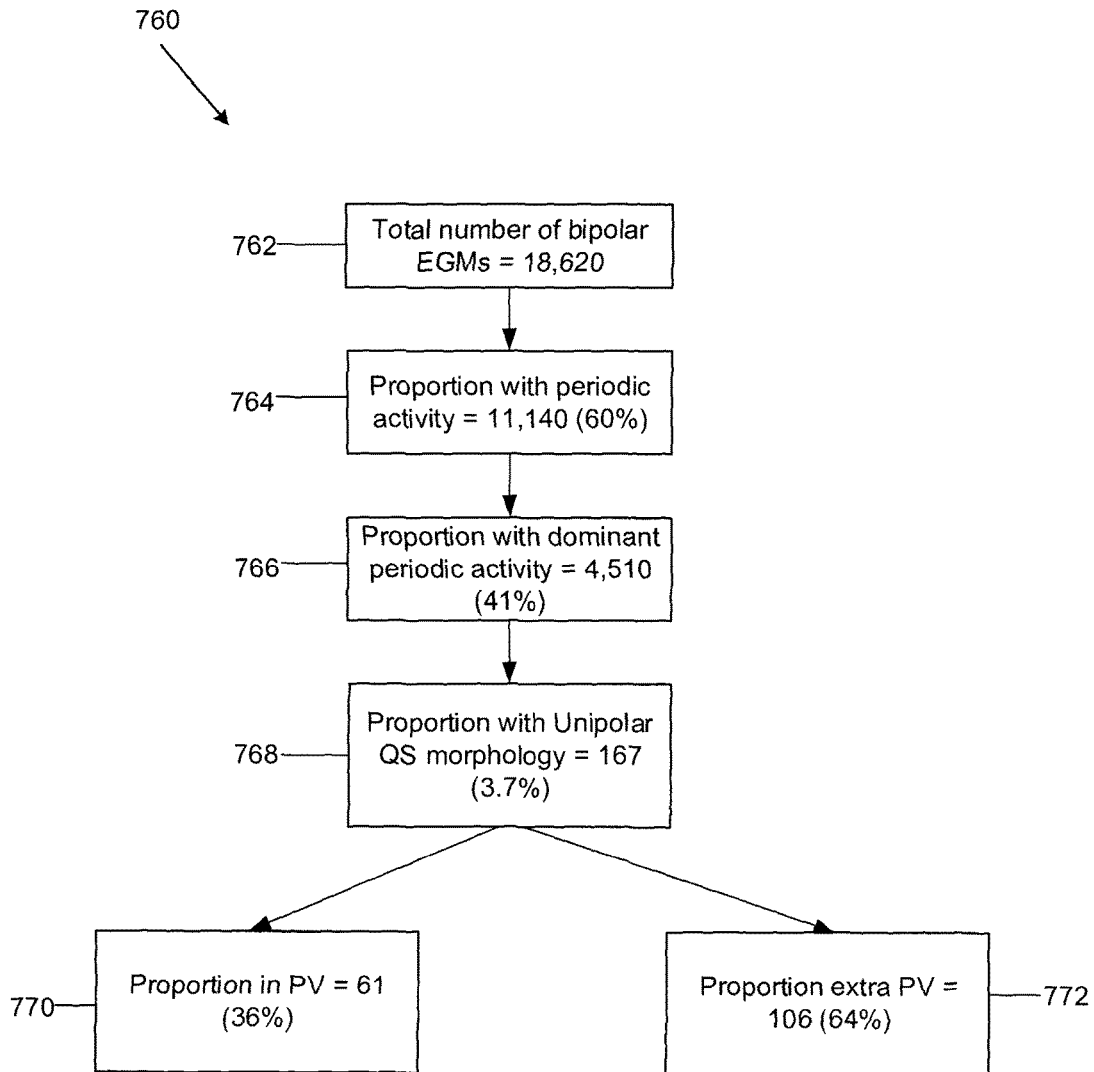 760
762
Total number of bipolar
EGMs = 18,620
764
Proportion with periodic
activity = 11,140 (60%)
766
Proportion with dominant
periodic activity = 4,510
(41%)
768
Proportion with Unipolar
QS morphology = 167
(3.7%)
770
Proportion in PV = 61
(36%)
Proportion extra PV =
106 (64%)
772